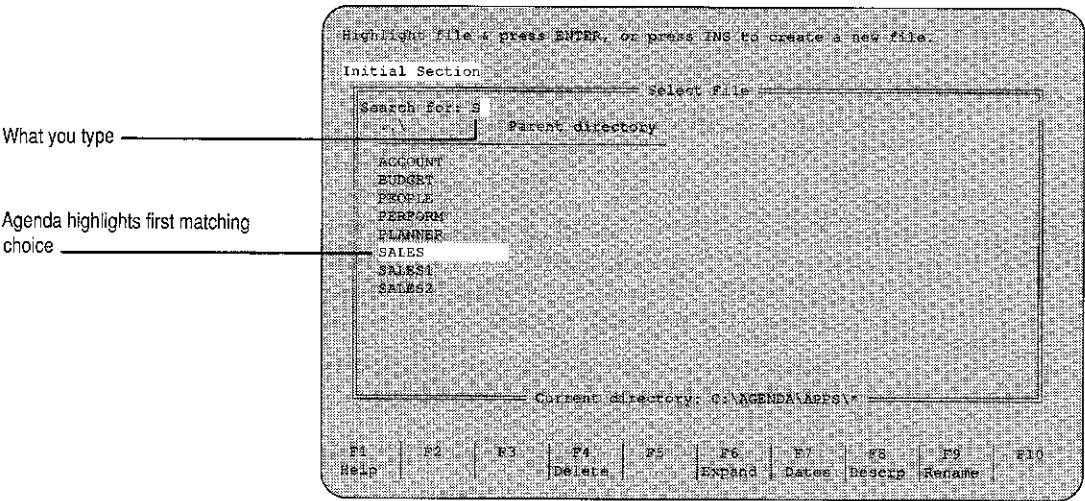 Highlight file & press ENTER, or press INS to create a new file.
Initial Section
Select File
Search for: S
..\ Parent directory
What you type
ACCOUNT
BUDGET
PEOPLE
PERFORM
PLANNER
Agenda highlights first matching
choice
SALES
SALES1
SALES2
Current directory: C:\AGENDA\APPS\*
F1 F2 F3 F4 F5 F6 F7 F8 F9 F10
Help Delete Expand Dates Descrp Rename